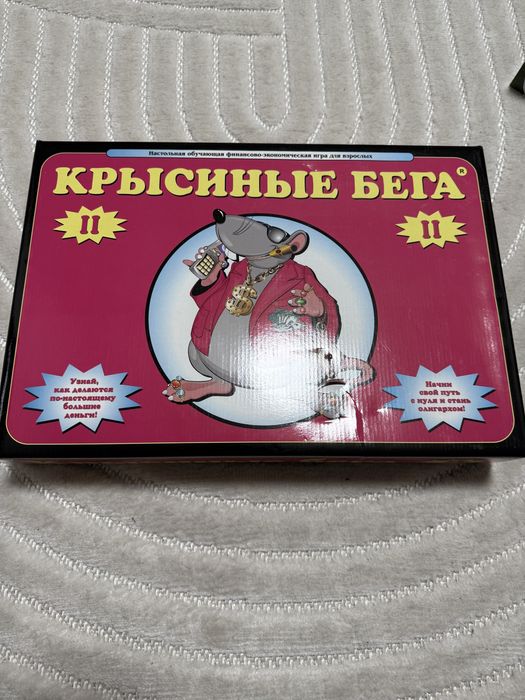 Настольная обучающая финансово-экономическая игра для взрослых
КРЫСИНЫЕ БЕГА®
II
II
Узнай,
как делаются
по-настоящему
большие
деньги!
Начни
свой путь
с нуля и стань
олигархом!